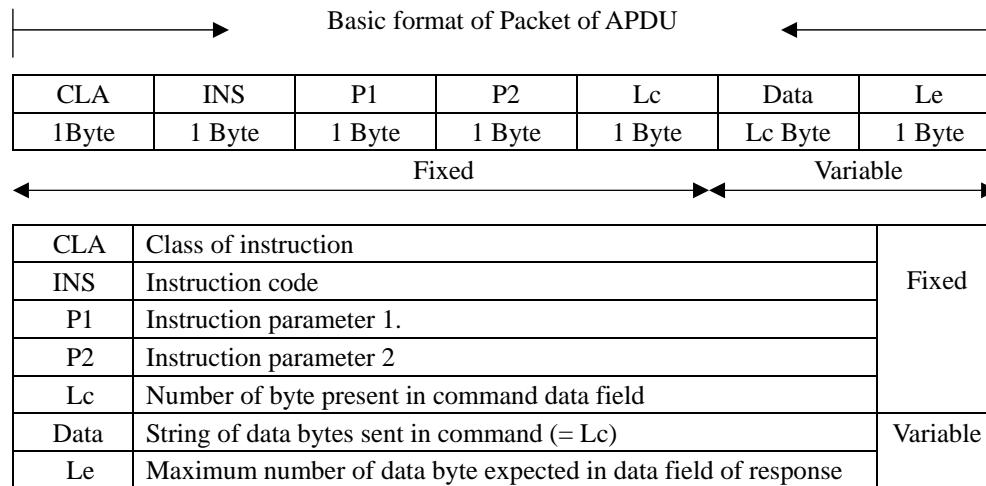 Basic format of Packet of APDU
CLA INS P1 P2 Lc Data Le
1Byte 1 Byte 1 Byte 1 Byte 1 Byte Lc Byte 1 Byte
Fixed Variable
CLA Class of instruction
INS Instruction code Fixed
P1 Instruction parameter 1.
P2 Instruction parameter 2
Lc Number of byte present in command data field
Data String of data bytes sent in command (= Lc) Variable
Le Maximum number of data byte expected in data field of response